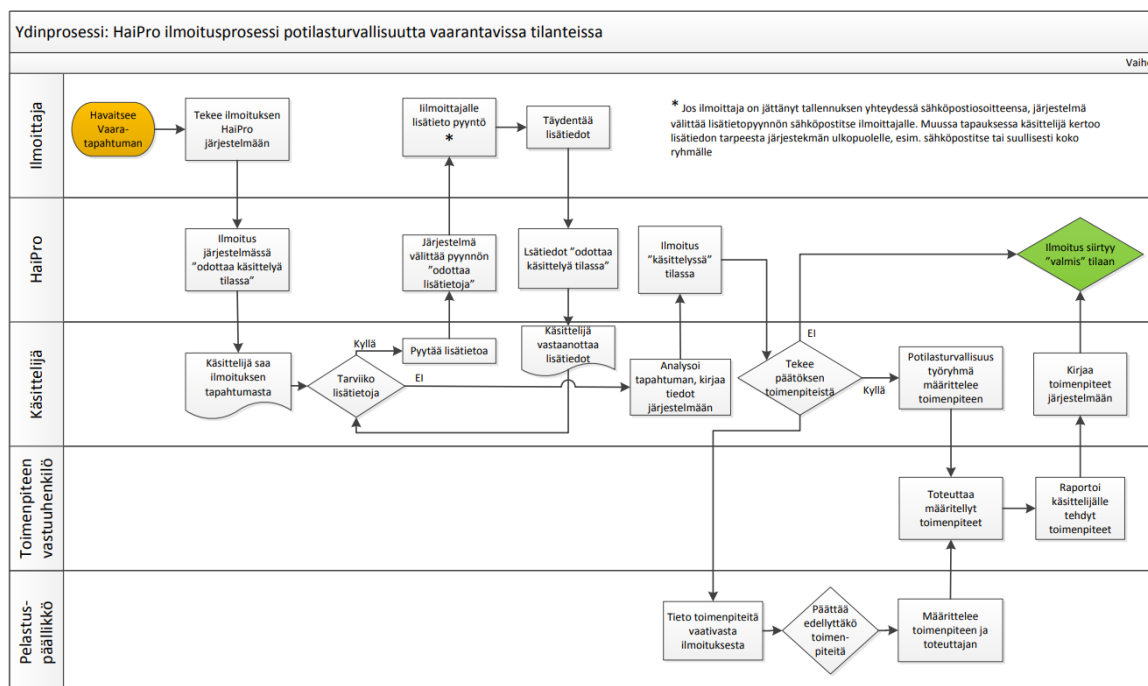 Ydinprosessi: HaiPro ilmoitusprosessi potilasturvallisuutta vaarantavissa tilanteissa
Vaihe
Ilmoittaja
Havaitsee
Vaara-
tapahtuman
Tekee ilmoituksen
HaiPro
järjestelmään
Iilmoittajalle
lisätieto pyyntö
*
Täydentää
lisätiedot
* Jos ilmoittaja on jättänyt tallennuksen yhteydessä sähköpostiosoitteensa, järjestelmä
välittää lisätietopyynnön sähköpostitse ilmoittajalle. Muussa tapauksessa käsittelijä kertoo
lisätiedon tarpeesta järjestekmän ulkopuolelle, esim. sähköpostitse tai suullisesti koko
ryhmälle
HaiPro
Ilmoitus
järjestelmässä
”odottaa käsittelyä
tilassa”
Järjestelmä
välittää pyynnön
”odottaa
lisätietoja”
Lsätiedot ”odottaa
käsittelyä tilassa”
Ilmoitus
”käsittelyssä”
tilassa
Ilmoitus siirtyy
”valmis” tilaan
Käsittelijä
Käsittelijä saa
ilmoituksen
tapahtumasta
Tarviiko
lisätietoja
Kyllä
EI
Pyytää lisätietoa
Käsittelijä
vastaanottaa
lisätiedot
Analysoi
tapahtuman, kirjaa
tiedot
järjestelmään
Tekee
päätöksen
toimenpiteistä
EI
Kyllä
Potilasturvallisuus
työryhmä
määrittelee
toimenpiteen
Kirjaa
toimenpiteet
järjestelmään
Toimenpiteen
vastuuhenkilö
Toteuttaa
määritellyt
toimenpiteet
Raportoi
käsittelijälle
tehdyt
toimenpiteet
Pelastus-
päällikkö
Tieto toimenpiteitä
vaativasta
ilmoituksesta
Päättää
edellyttäkö
toimen-
piteitä
Määrittelee
toimenpiteen ja
toteuttajan